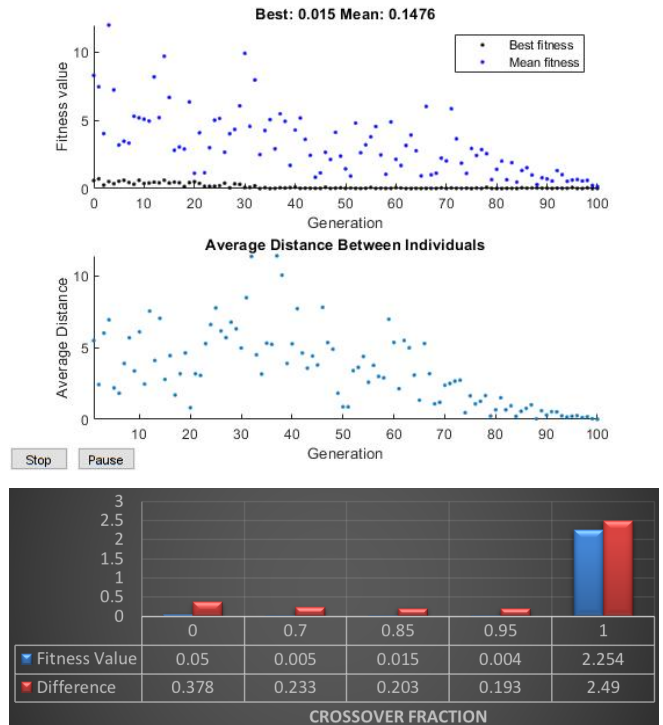 Best: 0.015 Mean: 0.1476
Fitness value
10
5
0
Best fitness
Mean fitness
0 10 20 30 40 50 60 70 80 90 100
Generation
Average Distance Between Individuals
Average Distance
10
5
0
10 20 30 40 50 60 70 80 90 100
Generation
Stop Pause
3
2.5
2
1.5
1
0.5
0
0 0.7 0.85 0.95 1
Fitness Value 0.05 0.005 0.015 0.004 2.254
Difference 0.378 0.233 0.203 0.193 2.49
CROSSOVER FRACTION